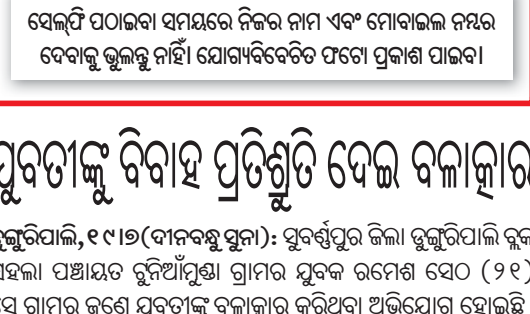 ସେଲ୍‌ଫି ପଠାଇବା ସମୟରେ ନିଜର ନାମ ଏବଂ ମୋବାଇଲ ନମ୍ବର
ଦେବାକୁ ଭୁଲନ୍ତୁ ନାହିଁ। ଯୋଗ୍ୟବିବେଚିତ ଫଟୋ ପ୍ରକାଶ ପାଇବ।
ଯୁବତୀଙ୍କୁ ବିବାହ ପ୍ରତିଶ୍ରୁତି ଦେଇ ବଳାତ୍କାର
ଡୁଙ୍ଗୁରିପାଲି,୧୯।୭(ଦୀନବନ୍ଧୁ ସୁନା): ସୁବର୍ଣ୍ଣପୁର ଜିଲା ଡୁଙ୍ଗୁରିପାଲି ବ୍ଲକ
ପଞ୍ଚାୟତ ଟୁନିଆଁମୁଣ୍ଡା ଗ୍ରାମର ଯୁବକ ରମେଶ ସେଠ (୨୧)
ସେ ଗ୍ରାମର ଜଣେ ଯୁବତୀଙ୍କୁ ବଳାତ୍କାର କରିଥିବା ଅଭିଯୋଗ ହୋଇଛି